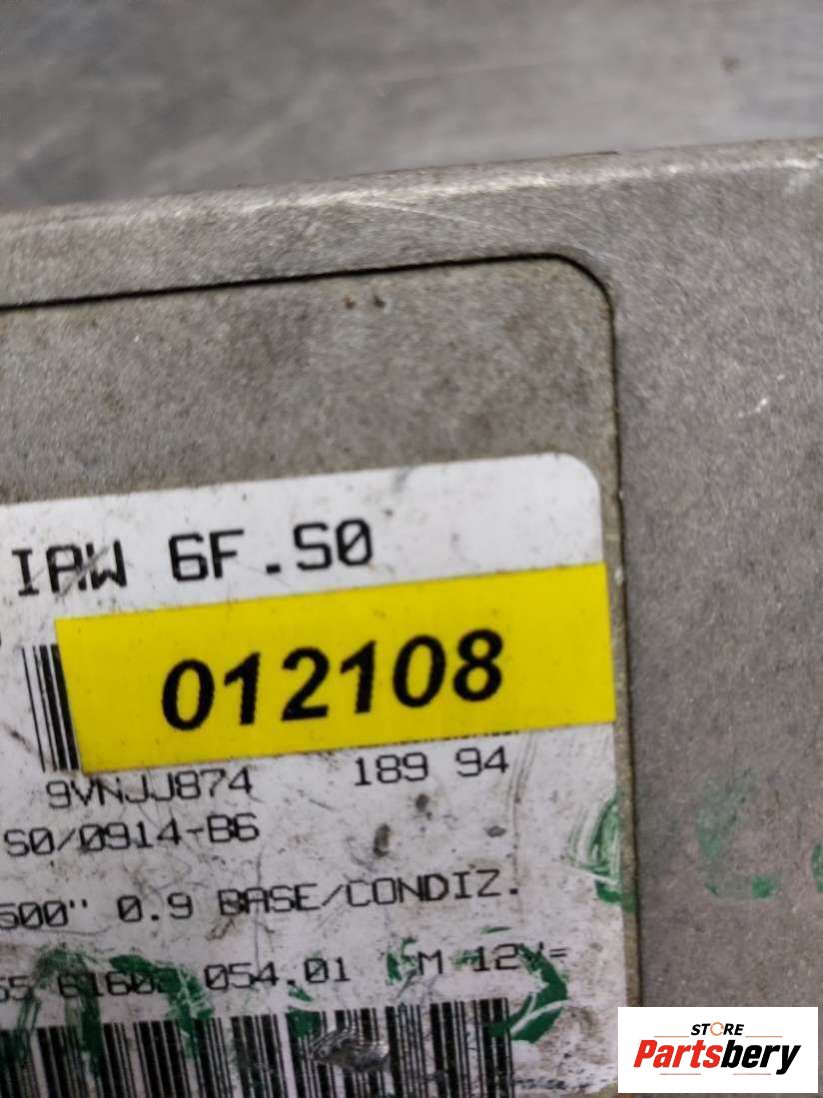 IAW 6F.S0
012108
9VNJJ874 189 94
S0/0914-B6
500" 0.9 BASE/CONDIZ.
054.01 12V=
STORE
Partsbery